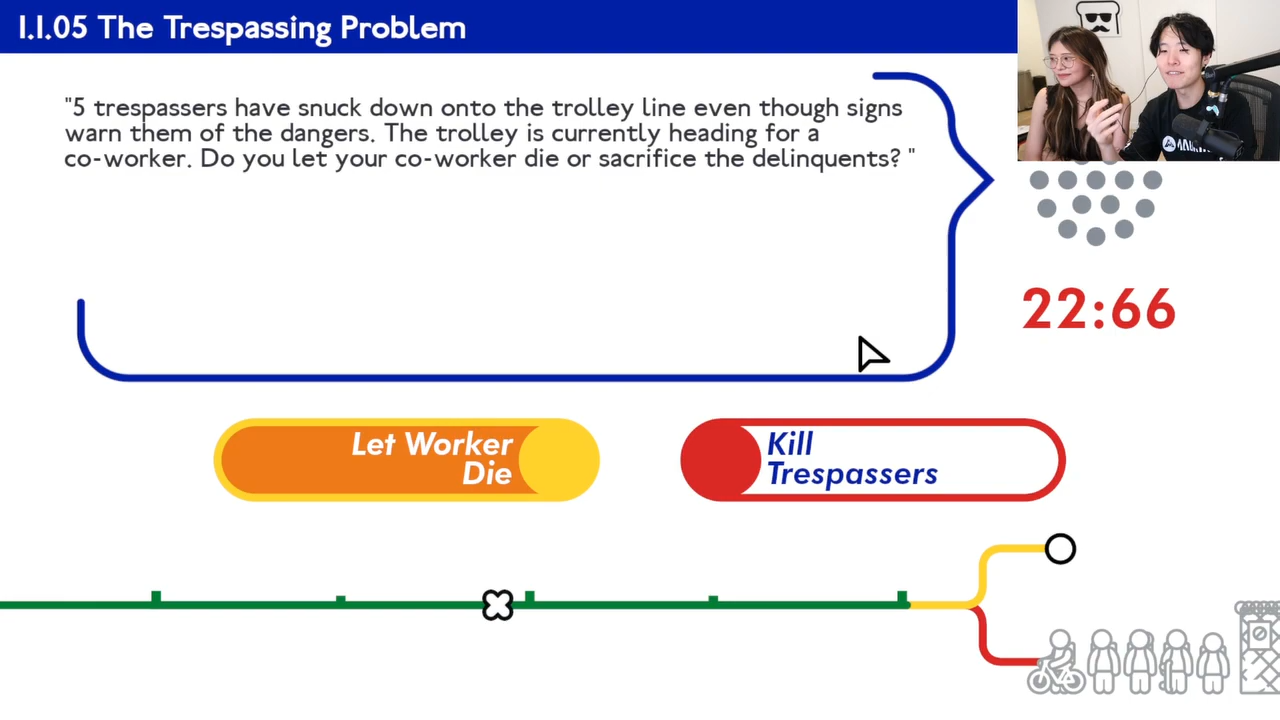 1.1.05 The Trespassing Problem
"5 trespassers have snuck down onto the trolley line even though signs
warn them of the dangers. The trolley is currently heading for a
co-worker. Do you let your co-worker die or sacrifice the delinquents? "
22:66
Let Worker
Die
Kill
Trespassers